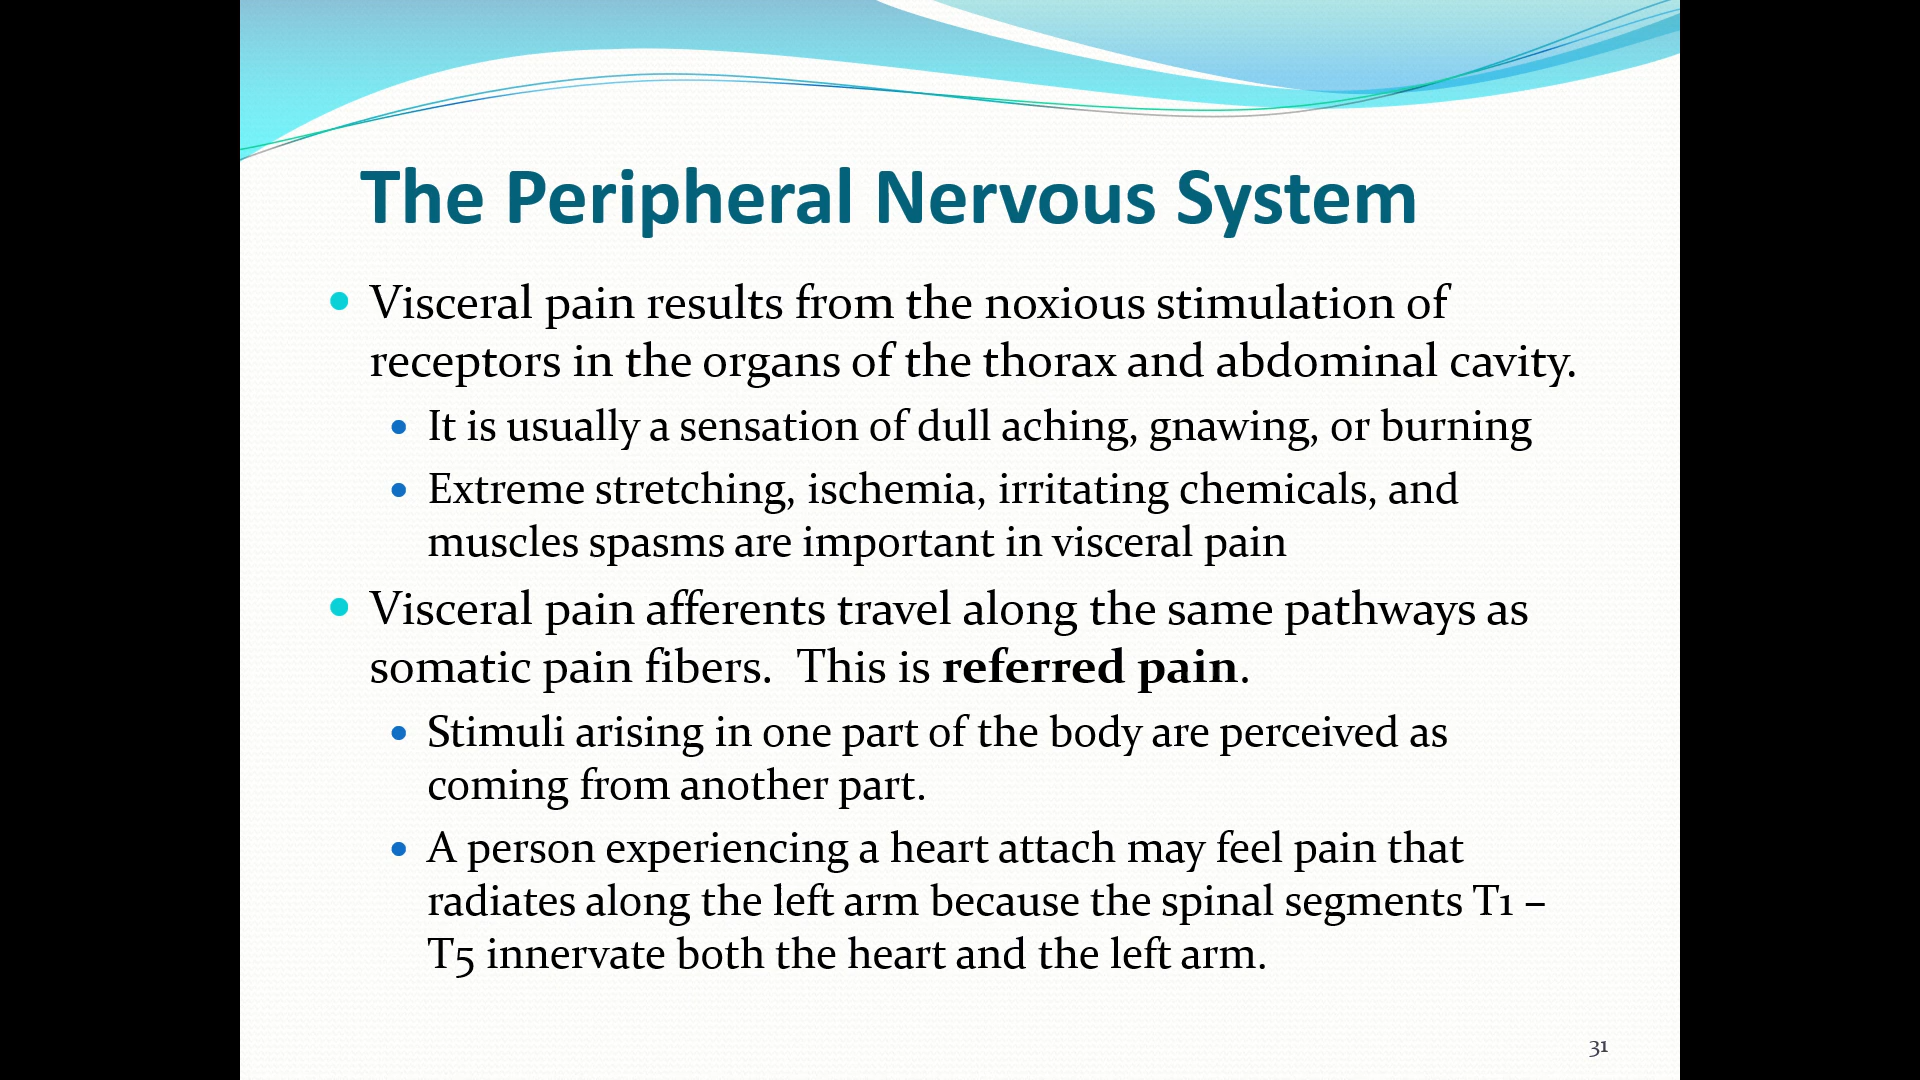 The Peripheral Nervous System
• Visceral pain results from the noxious stimulation of
receptors in the organs of the thorax and abdominal cavity.
• It is usually a sensation of dull aching, gnawing, or burning
• Extreme stretching, ischemia, irritating chemicals, and
muscles spasms are important in visceral pain
• Visceral pain afferents travel along the same pathways as
somatic pain fibers.  This is referred pain.
• Stimuli arising in one part of the body are perceived as
coming from another part.
• A person experiencing a heart attach may feel pain that
radiates along the left arm because the spinal segments T1 –
T5 innervate both the heart and the left arm.
31